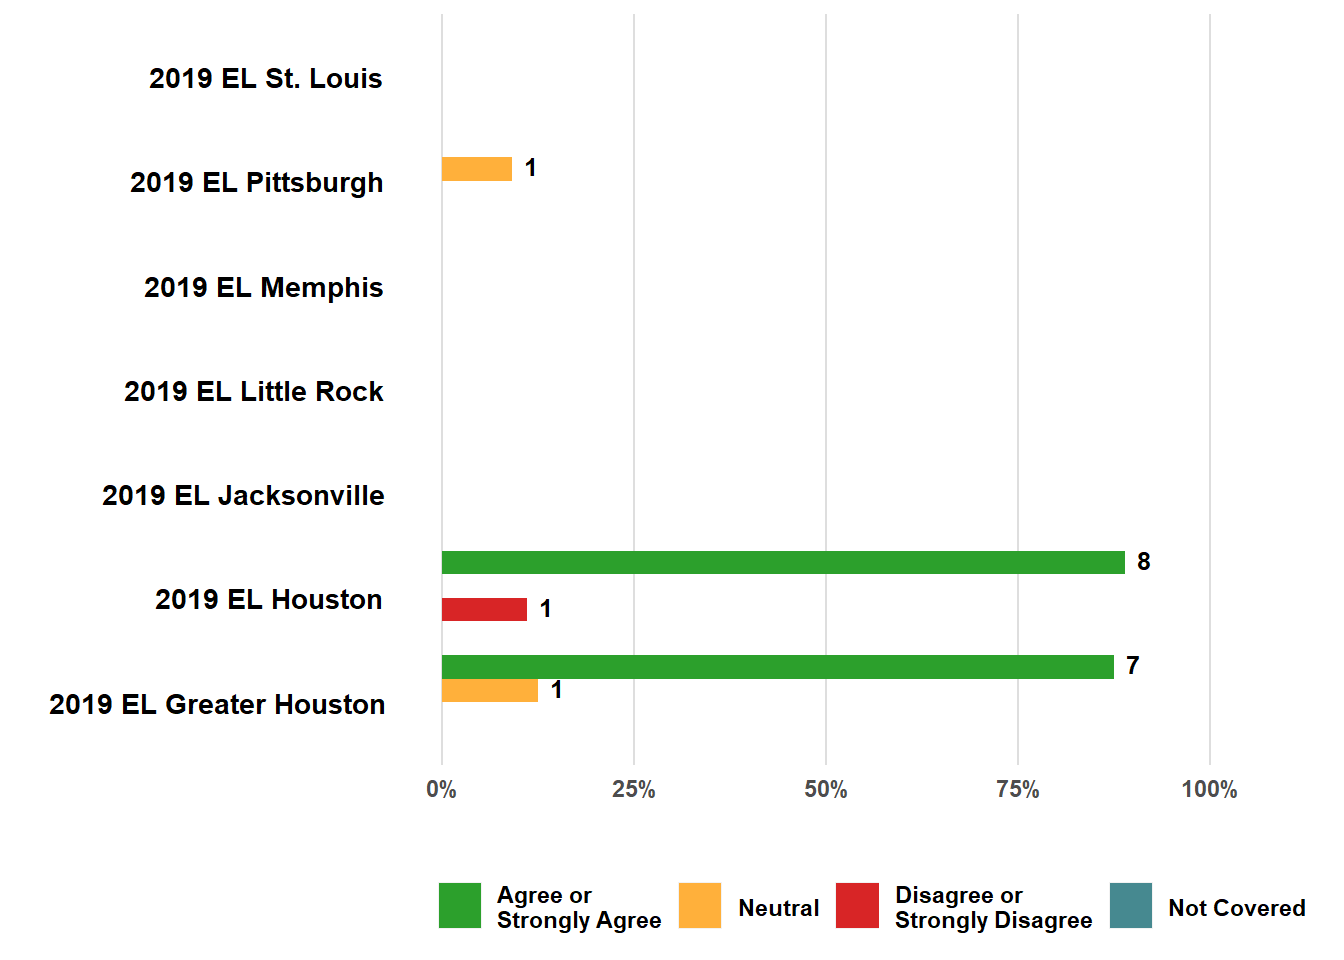 2019 EL St. Louis
2019 EL Pittsburgh
1
2019 EL Memphis
2019 EL Little Rock
2019 EL Jacksonville
8
2019 EL Houston
1
7
1
2019 EL Greater Houston
0%
25%
50%
75%
100%
Agree or
Strongly Agree
Neutral
Disagree or
Strongly Disagree
Not Covered